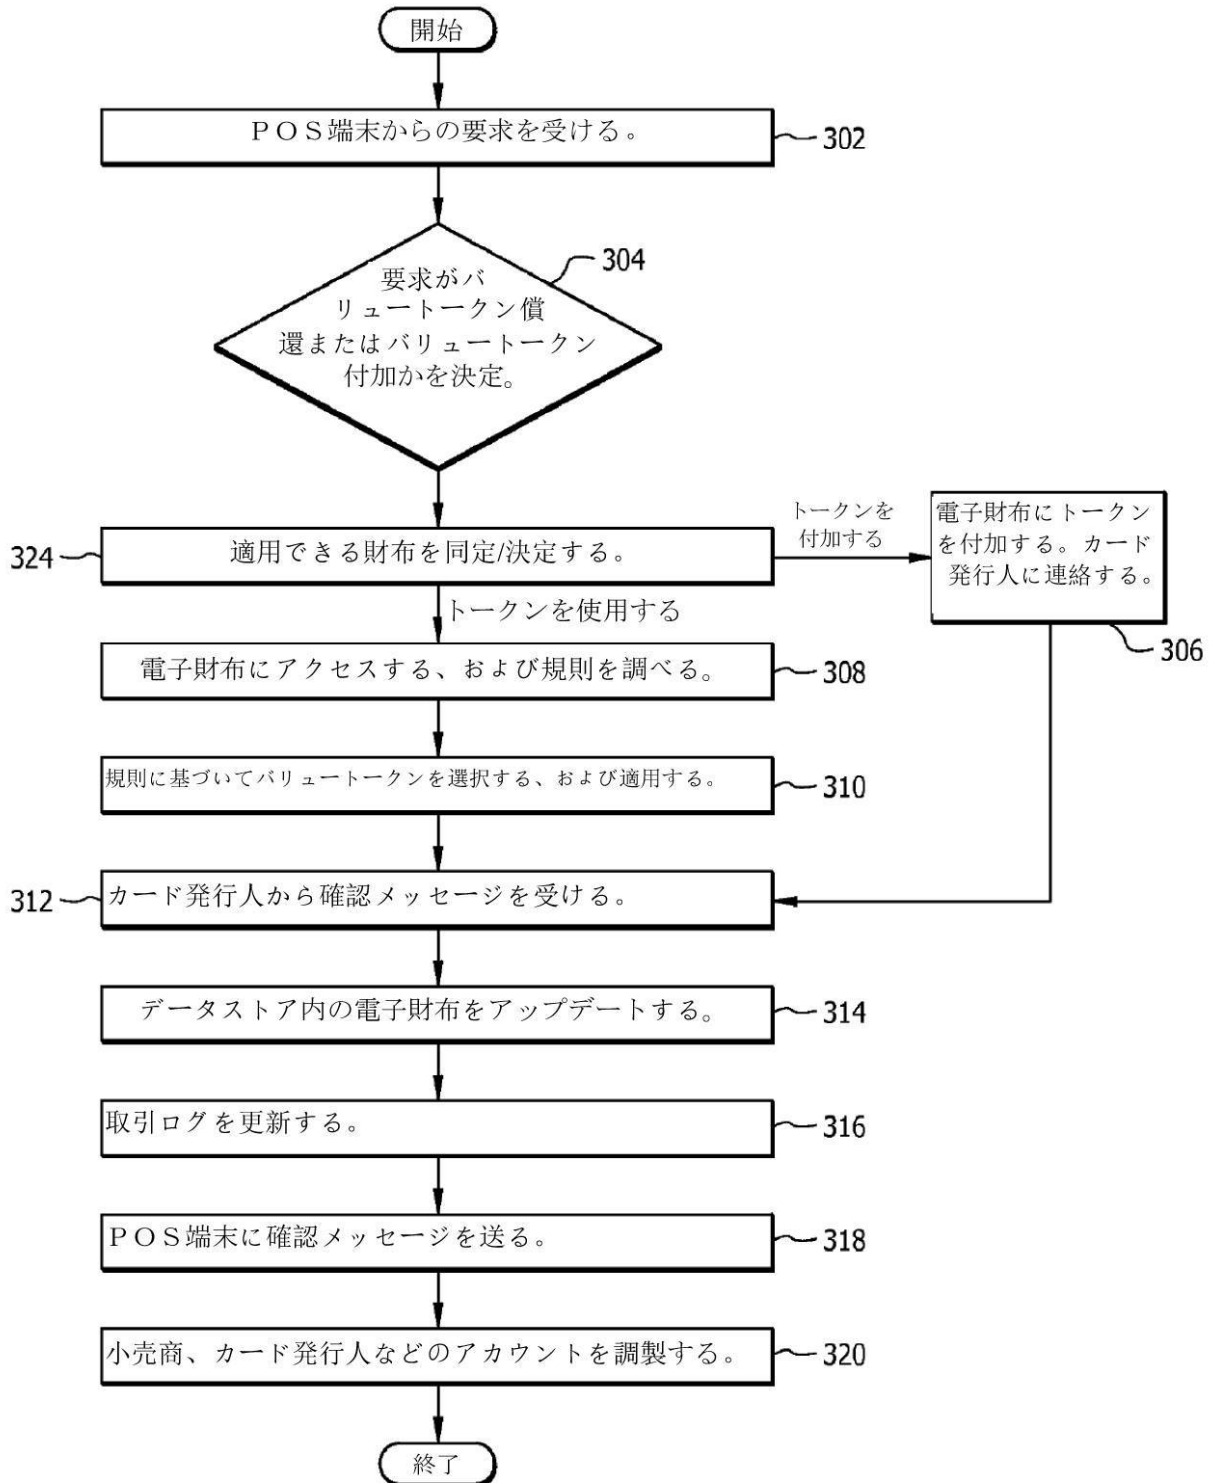 開始
POS端末からの要求を受ける。
302
304
要求がバ
リュートークン償
還またはバリュートークン
付加かを決定。
324
適用できる財布を同定/決定する。
トークンを
付加する
電子財布にトークン
を付加する。カード
発行人に連絡する。
306
トークンを使用する
電子財布にアクセスする、および規則を調べる。
308
規則に基づいてバリュートークンを選択する、および適用する。
310
312
カード発行人から確認メッセージを受ける。
データストア内の電子財布をアップデートする。
314
取引ログを更新する。
316
POS端末に確認メッセージを送る。
318
小売商、カード発行人などのアカウントを調製する。
320
終了